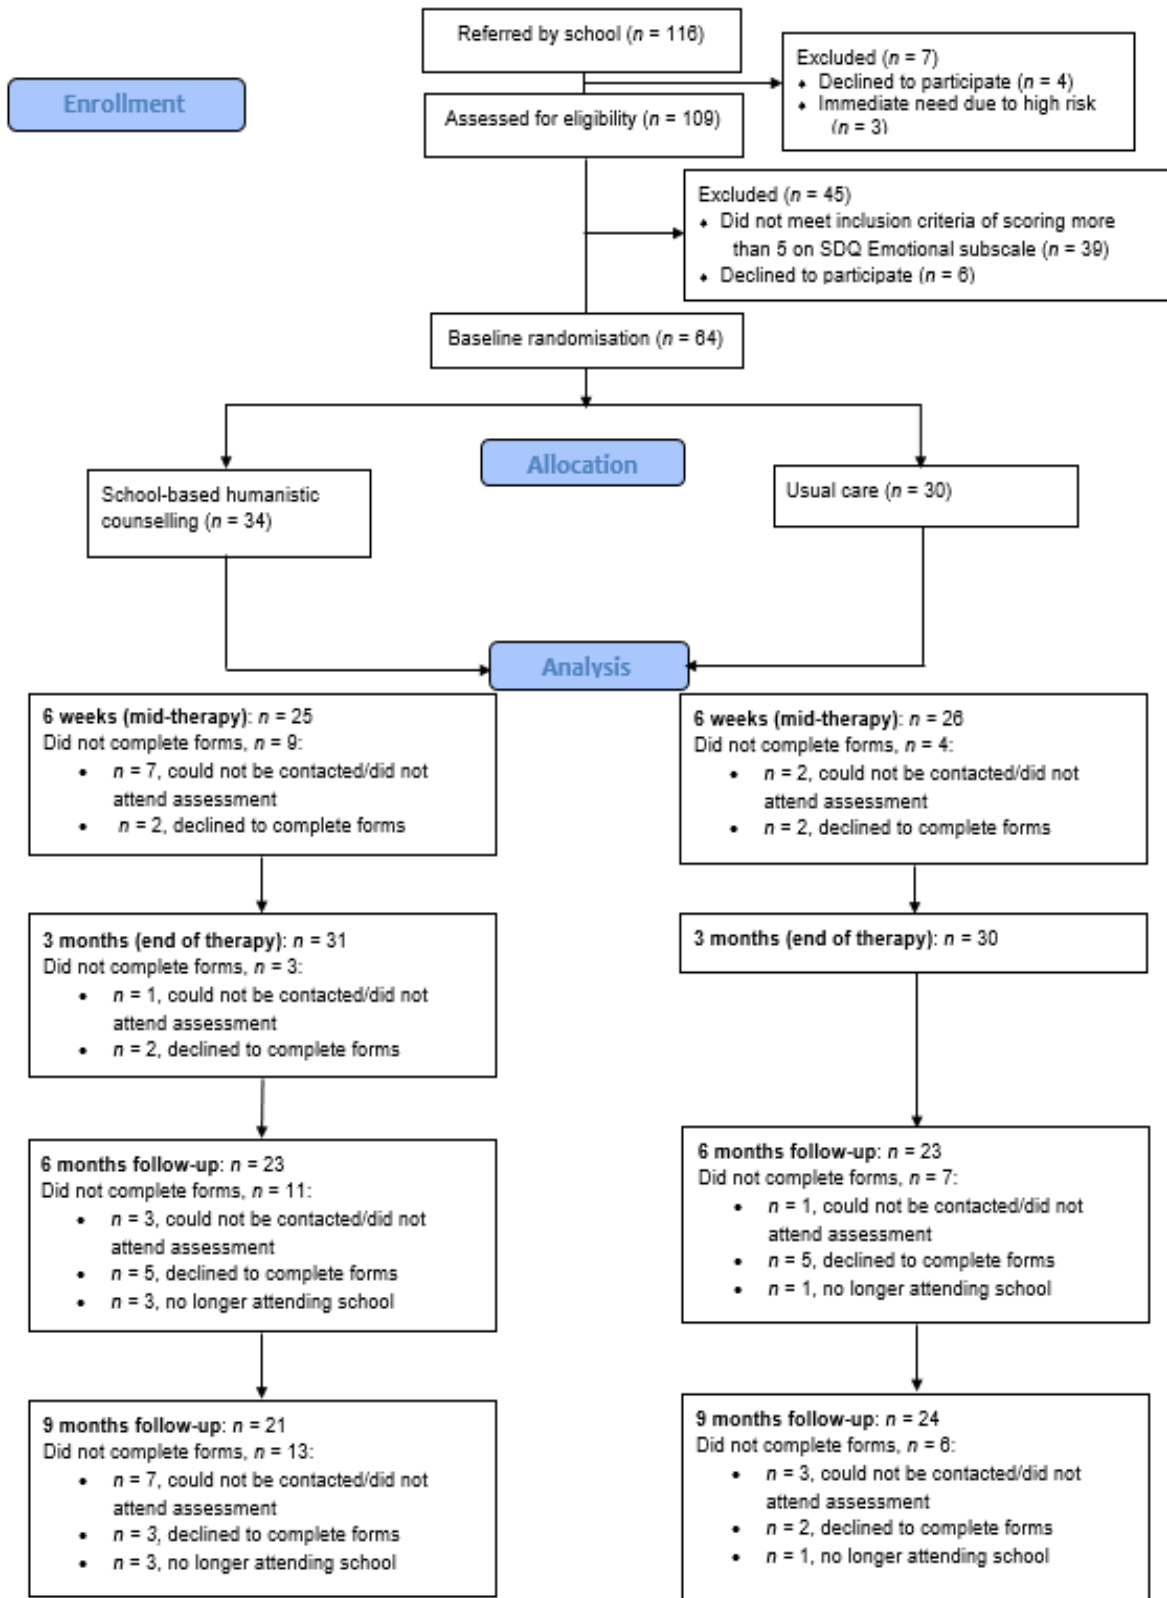 Referred by school (n = 116)
Excluded (n = 7)
• Declined to participate (n = 4)
• Immediate need due to high risk
(n = 3)
Enrollment
Assessed for eligibility (n = 109)
Excluded (n = 45)
• Did not meet inclusion criteria of scoring more
than 5 on SDQ Emotional subscale (n = 39)
• Declined to participate (n = 6)
Baseline randomisation (n = 64)
Allocation
School-based humanistic
counselling (n = 34)
Usual care (n = 30)
Analysis
6 weeks (mid-therapy): n = 25
Did not complete forms, n = 9:
• n = 7, could not be contacted/did not
attend assessment
• n = 2, declined to complete forms
6 weeks (mid-therapy): n = 26
Did not complete forms, n = 4:
• n = 2, could not be contacted/did not
attend assessment
• n = 2, declined to complete forms
3 months (end of therapy): n = 31
Did not complete forms, n = 3:
• n = 1, could not be contacted/did not
attend assessment
• n = 2, declined to complete forms
3 months (end of therapy): n = 30
6 months follow-up: n = 23
Did not complete forms, n = 11:
• n = 3, could not be contacted/did not
attend assessment
• n = 5, declined to complete forms
• n = 3, no longer attending school
6 months follow-up: n = 23
Did not complete forms, n = 7:
• n = 1, could not be contacted/did not
attend assessment
• n = 5, declined to complete forms
• n = 1, no longer attending school
9 months follow-up: n = 21
Did not complete forms, n = 13:
• n = 7, could not be contacted/did not
attend assessment
• n = 3, declined to complete forms
• n = 3, no longer attending school
9 months follow-up: n = 24
Did not complete forms, n = 6:
• n = 3, could not be contacted/did not
attend assessment
• n = 2, declined to complete forms
• n = 1, no longer attending school